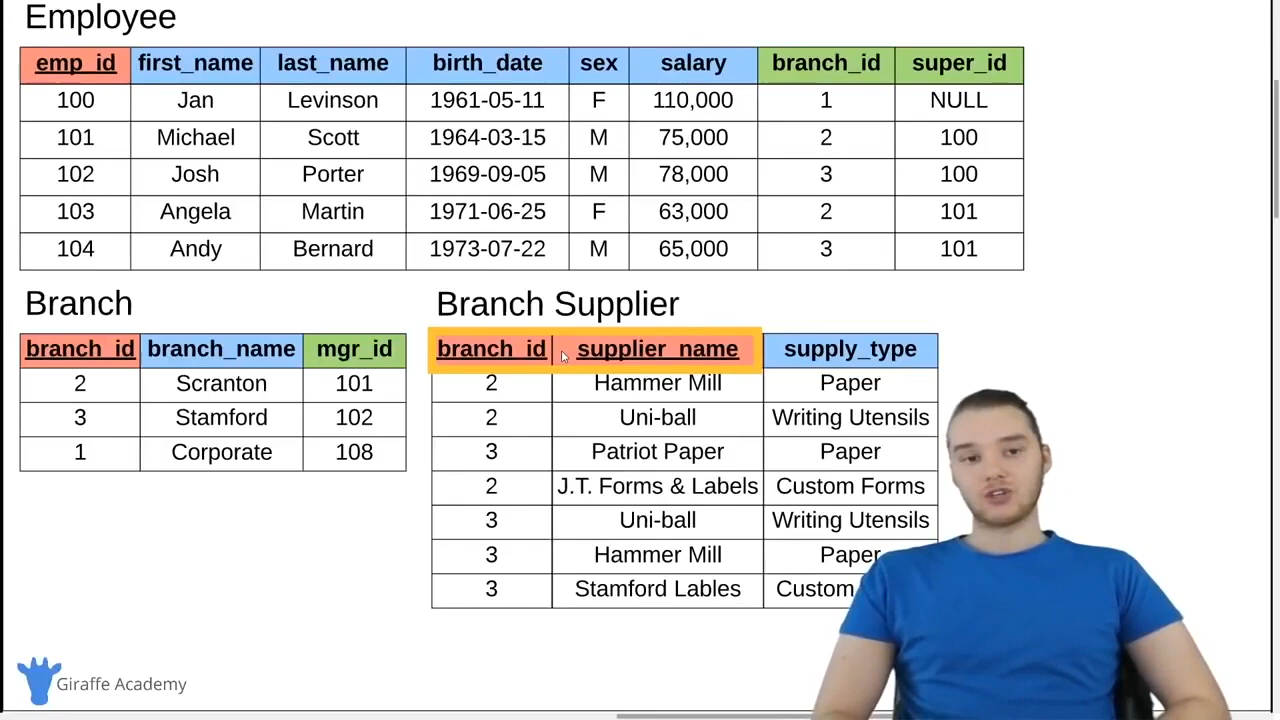 Employee
emp_id first_name last_name birth_date sex salary branch_id super_id
100 Jan Levinson 1961-05-11 F 110,000 1 NULL
101 Michael Scott 1964-03-15 M 75,000 2 100
102 Josh Porter 1969-09-05 M 78,000 3 100
103 Angela Martin 1971-06-25 F 63,000 2 101
104 Andy Bernard 1973-07-22 M 65,000 3 101
Branch
branch_id branch_name mgr_id
2 Scranton 101
3 Stamford 102
1 Corporate 108
Branch Supplier
branch_id supplier_name supply_type
2 Hammer Mill Paper
2 Uni-ball Writing Utensils
3 Patriot Paper Paper
2 J.T. Forms & Labels Custom Forms
3 Uni-ball Writing Utensils
3 Hammer Mill Paper
3 Stamford Lables Custom
Giraffe Academy